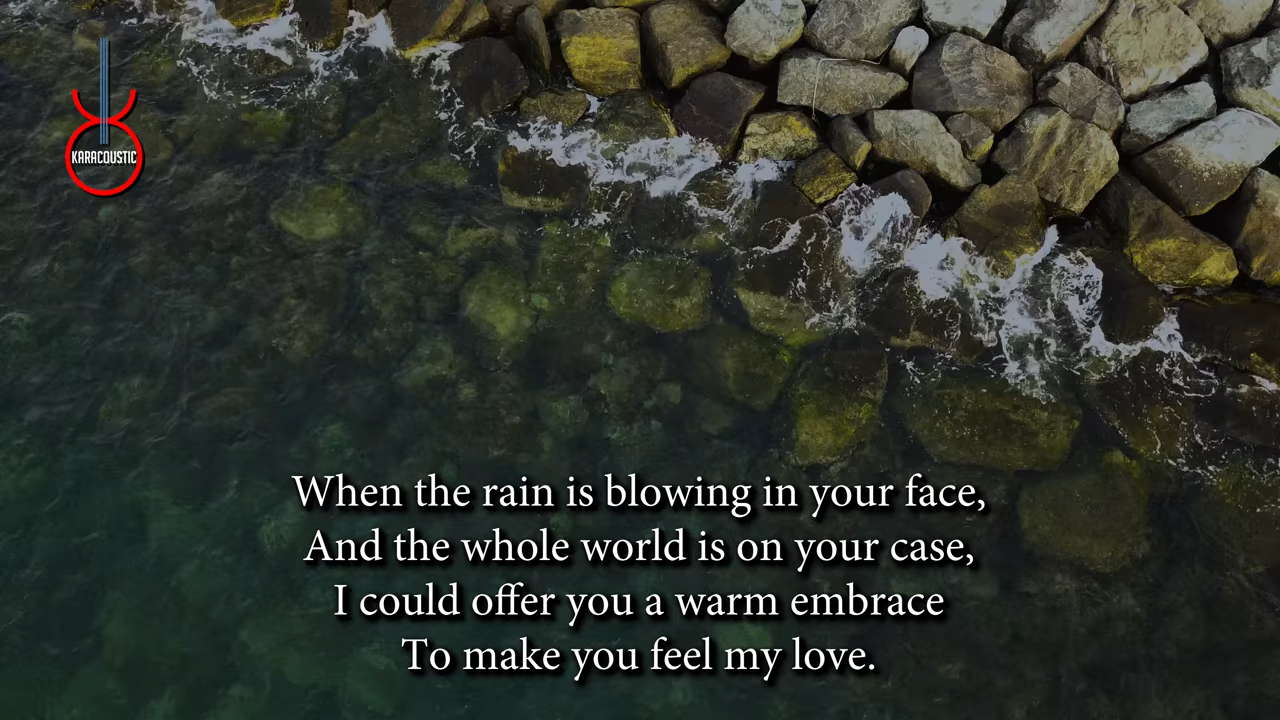 KARACOUSTIC
When the rain is blowing in your face,
And the whole world is on your case,
I could offer you a warm embrace
To make you feel my love.